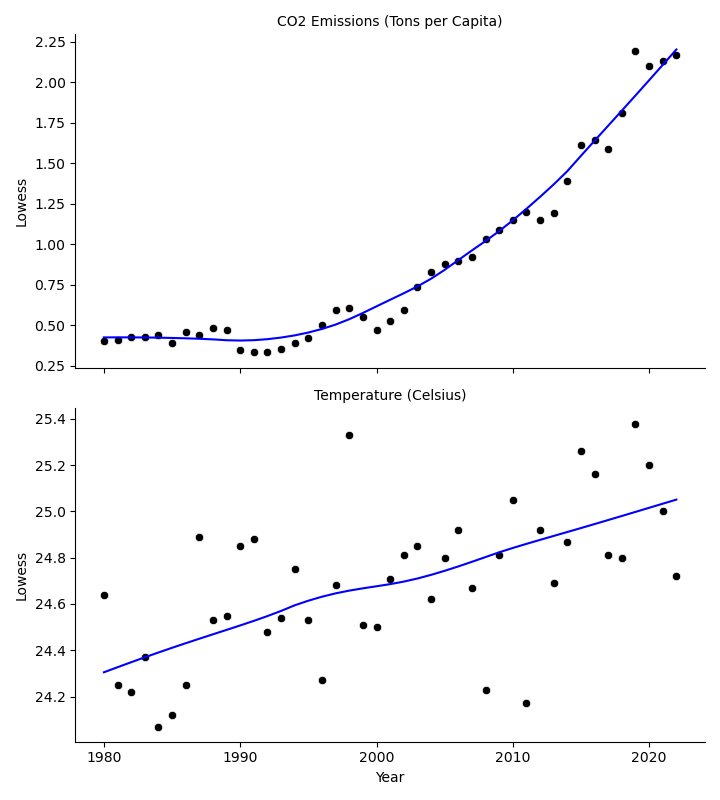 CO2 Emissions (Tons per Capita)
2.25
2.00
1.75
1.50
1.25
1.00
0.75
0.50
0.25
Lowess
Temperature (Celsius)
25.4
25.2
25.0
24.8
24.6
24.4
24.2
Lowess
1980 1990 2000 2010 2020
Year